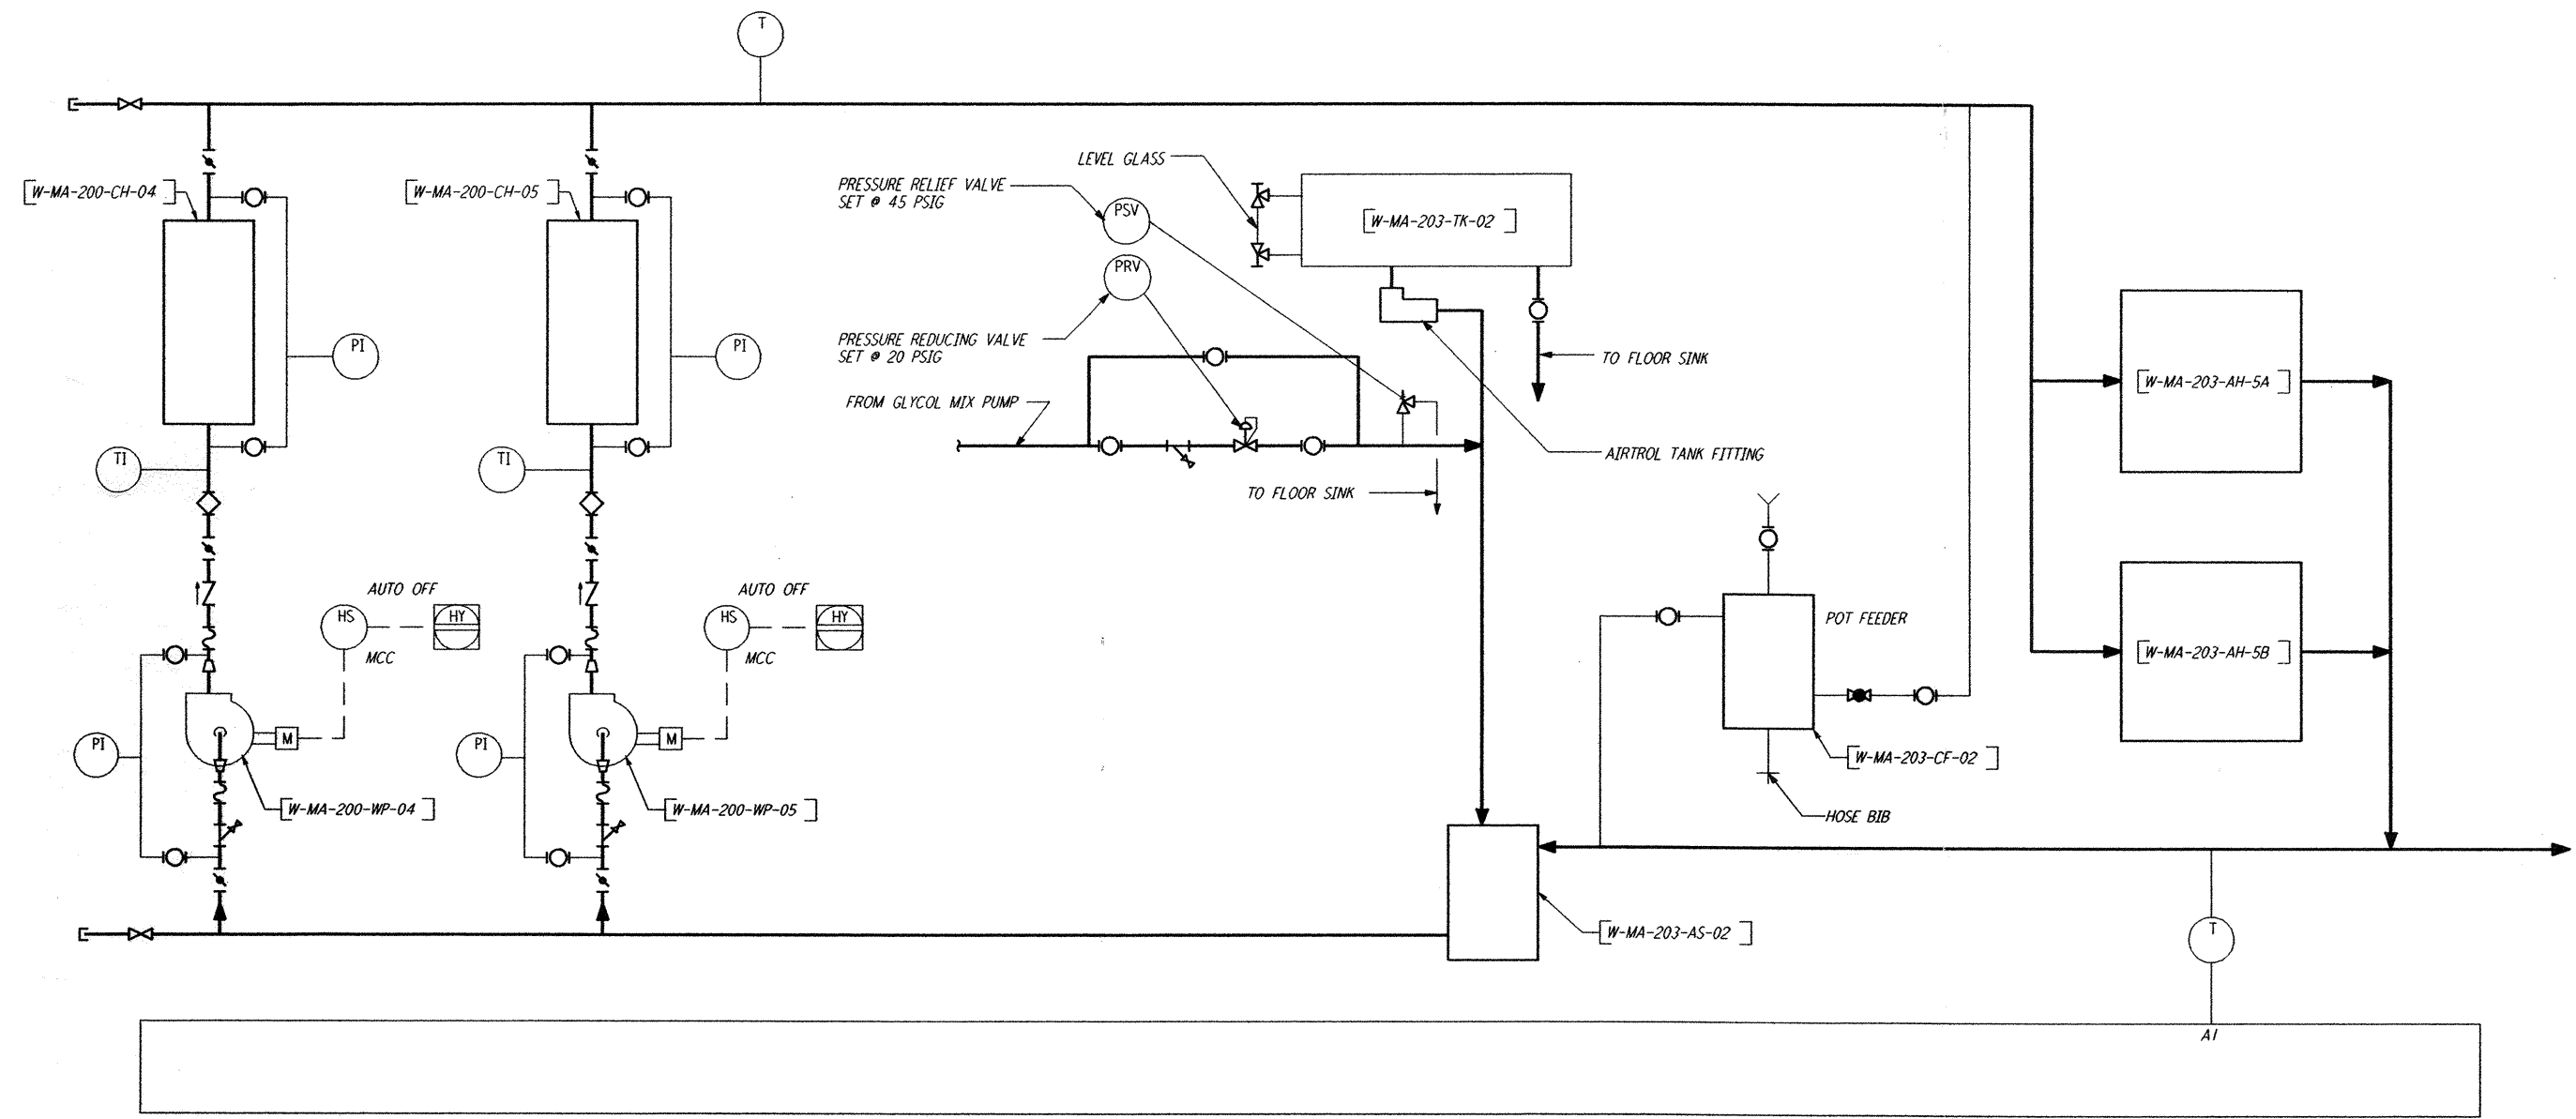 T
LEVEL GLASS
PRESSURE RELIEF VALVE
SET @ 45 PSIG
PSV
[W-MA-200-CH-04]
[W-MA-200-CH-05]
[W-MA-203-TK-02]
PRV
PRESSURE REDUCING VALVE
SET @ 20 PSIG
PI
PI
TO FLOOR SINK
[W-MA-203-AH-5A]
FROM GLYCOL MIX PUMP
TI
TI
AIRTROL TANK FITTING
TO FLOOR SINK
AUTO OFF
AUTO OFF
HS
HY
HS
HY
MCC
MCC
POT FEEDER
[W-MA-203-AH-5B]
PI
M
PI
M
[W-MA-203-CF-02]
[W-MA-200-WP-04]
[W-MA-200-WP-05]
HOSE BIB
[W-MA-203-AS-02]
T
AI